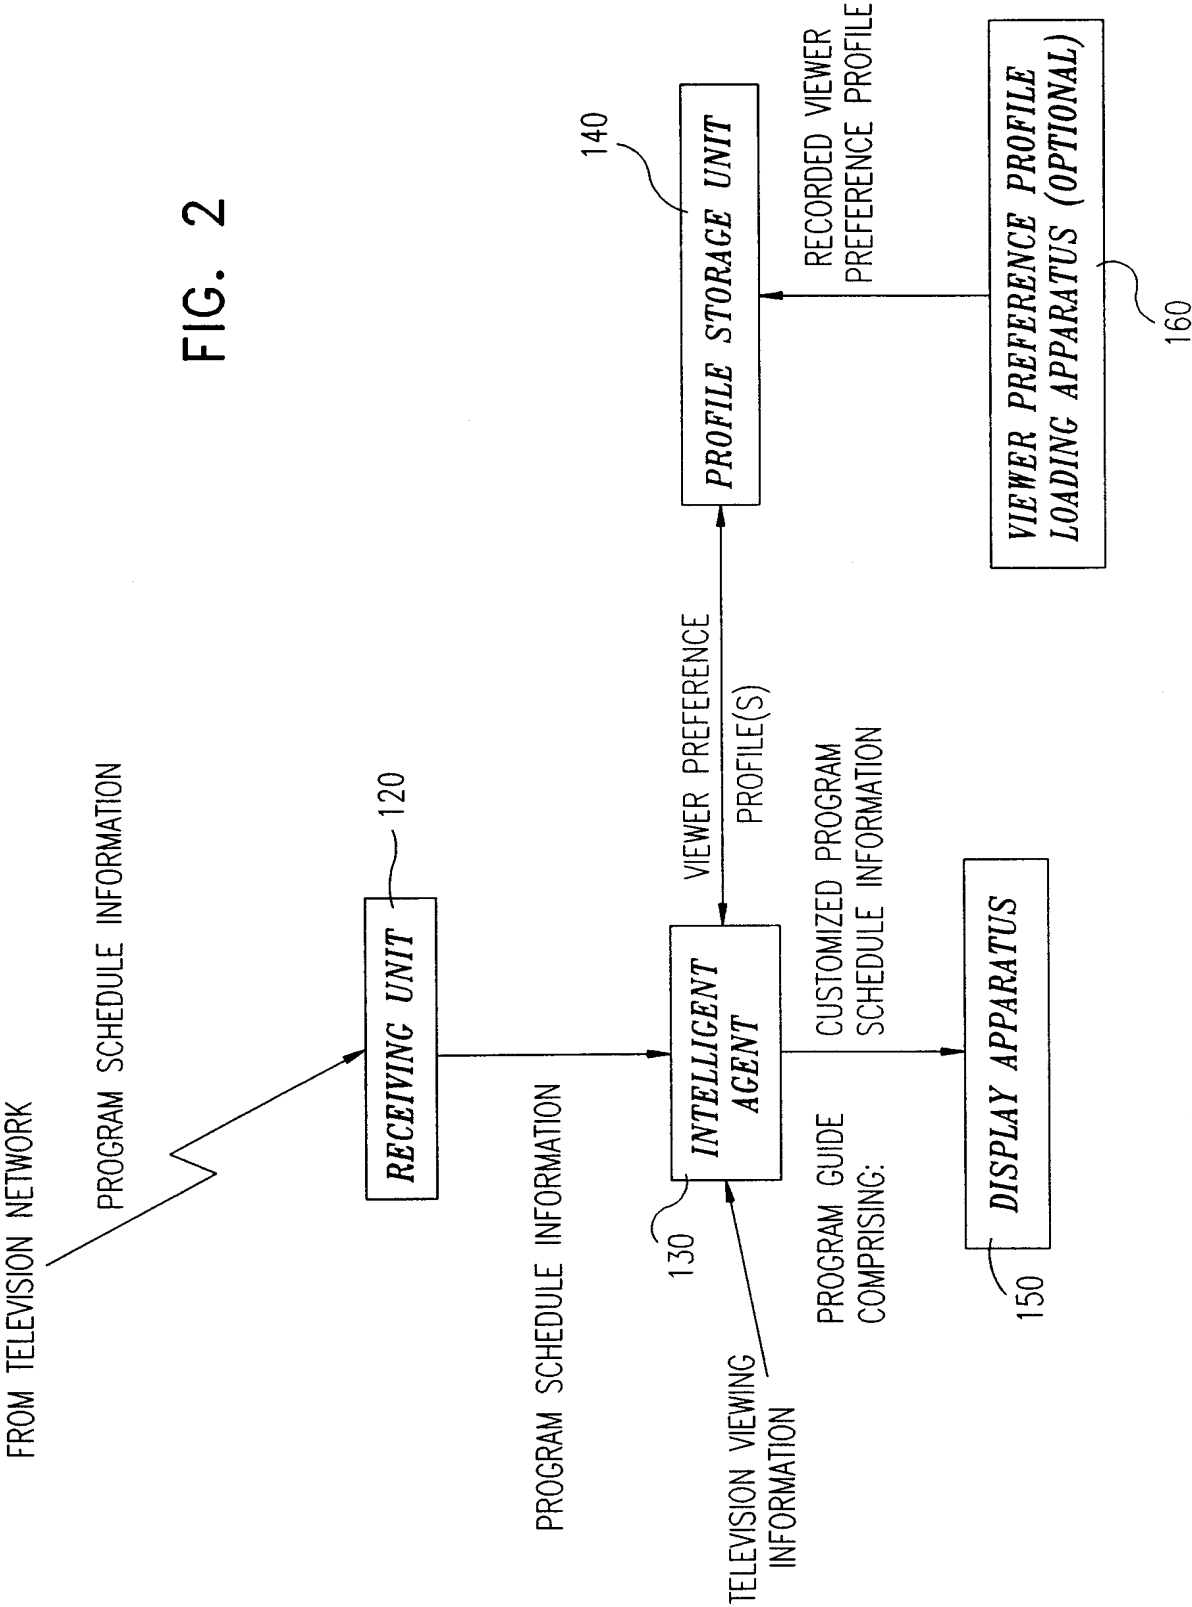 FIG. 2
FROM TELEVISION NETWORK
PROGRAM SCHEDULE INFORMATION
RECEIVING UNIT
120
PROGRAM SCHEDULE INFORMATION
TELEVISION VIEWING
INFORMATION
130
INTELLIGENT
AGENT
VIEWER PREFERENCE
PROFILE(S)
140
PROFILE STORAGE UNIT
PROGRAM GUIDE
COMPRISING:
CUSTOMIZED PROGRAM
SCHEDULE INFORMATION
RECORDED VIEWER
PREFERENCE PROFILE
150
DISPLAY APPARATUS
VIEWER PREFERENCE PROFILE
LOADING APPARATUS (OPTIONAL)
160